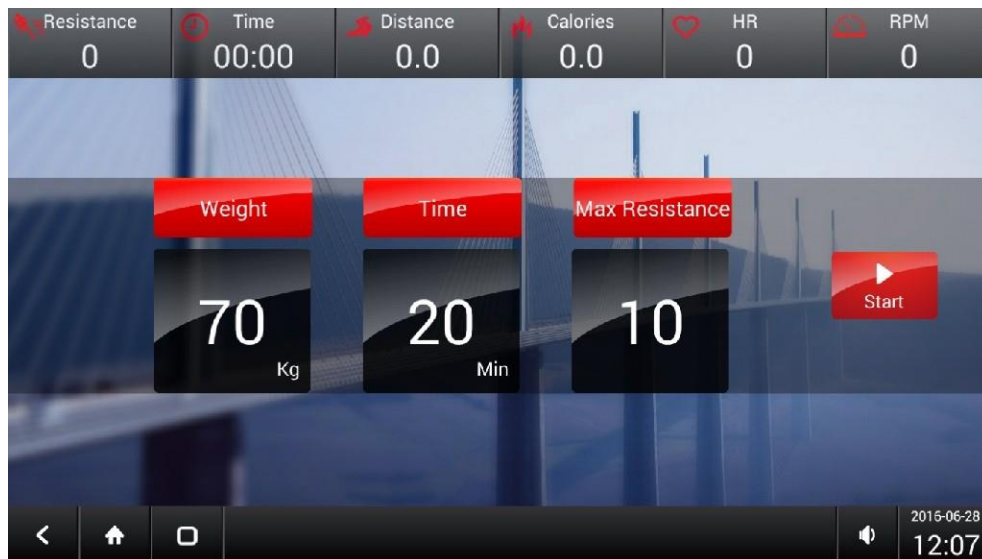 Resistance Time Distance Calories HR RPM
0 00:00 0.0 0.0 0 0
Weight Time Max Resistance
70 Kg 20 Min 10
Start
2016-06-28
12:07